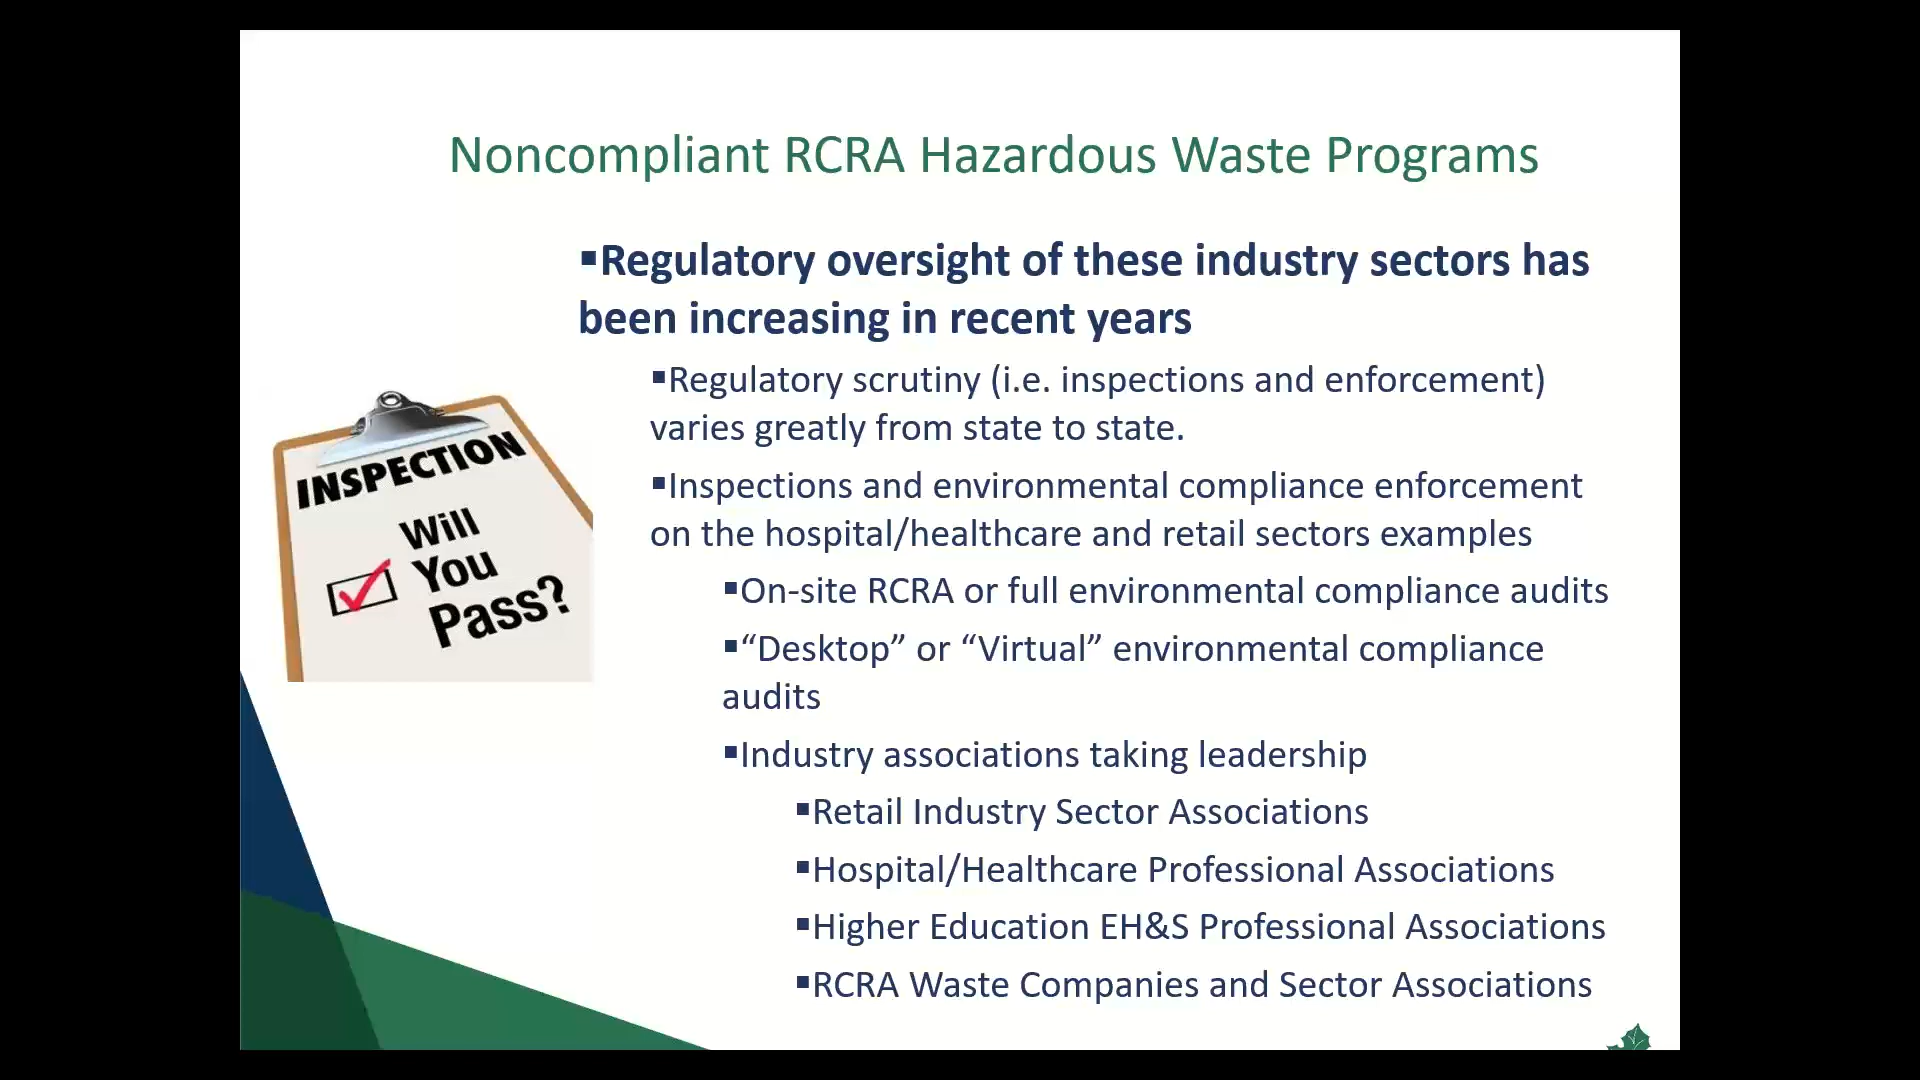 Noncompliant RCRA Hazardous Waste Programs
▪Regulatory oversight of these industry sectors has
been increasing in recent years
▪Regulatory scrutiny (i.e. inspections and enforcement)
varies greatly from state to state.
▪Inspections and environmental compliance enforcement
on the hospital/healthcare and retail sectors examples
▪On-site RCRA or full environmental compliance audits
▪“Desktop” or “Virtual” environmental compliance
audits
▪Industry associations taking leadership
▪Retail Industry Sector Associations
▪Hospital/Healthcare Professional Associations
▪Higher Education EH&S Professional Associations
▪RCRA Waste Companies and Sector Associations
INSPECTION
Will
You
Pass?